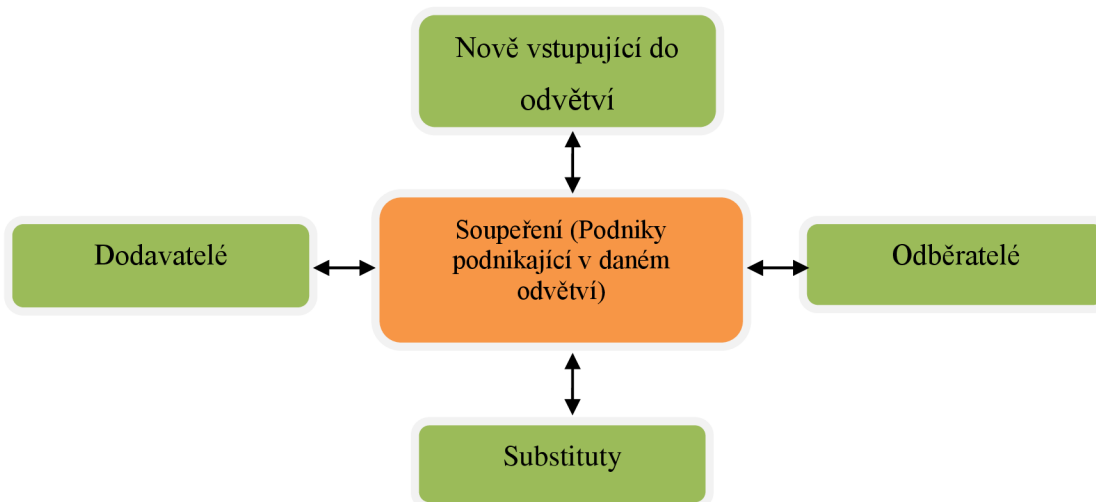 Nově vstupující do
odvětví
Dodavatelé
Soupeření (Podniky
podnikající v daném
odvětví)
Odběratelé
Substituty